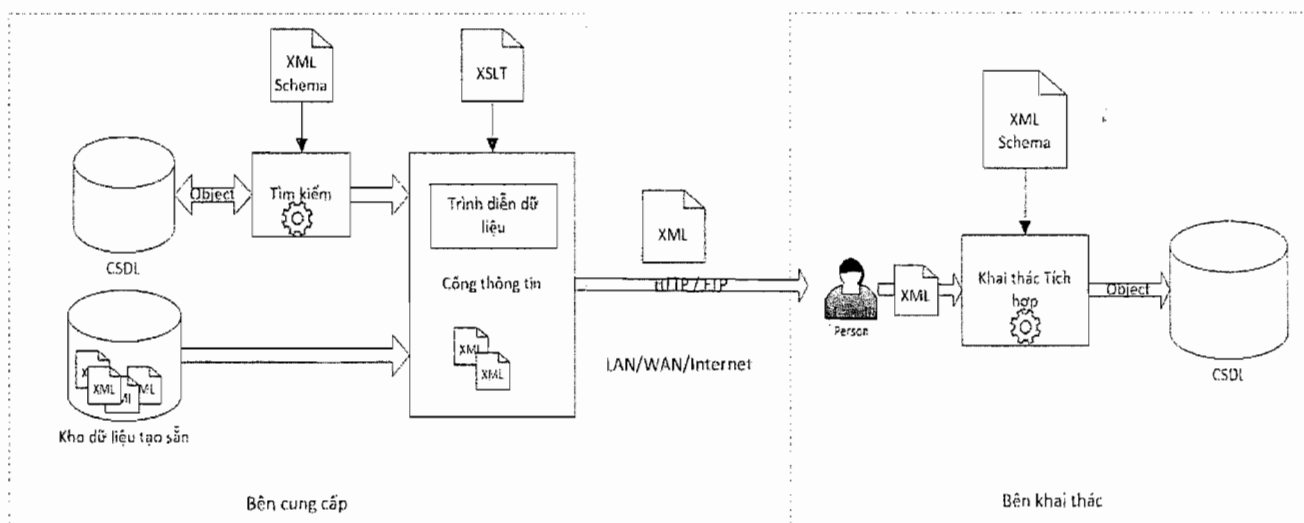 XML
Schema
XSLT
XML
Schema
Object
Tìm kiếm
Trình diễn dữ
liệu
XML
CSDL
Cổng thông tin
HTTP / FTP
XML
Khai thác Tích
hợp
Object
Person
XML
XML
XML
XML
LAN/WAN/Internet
CSDL
Kho dữ liệu tạo sẵn
Bên cung cấp
Bên khai thác